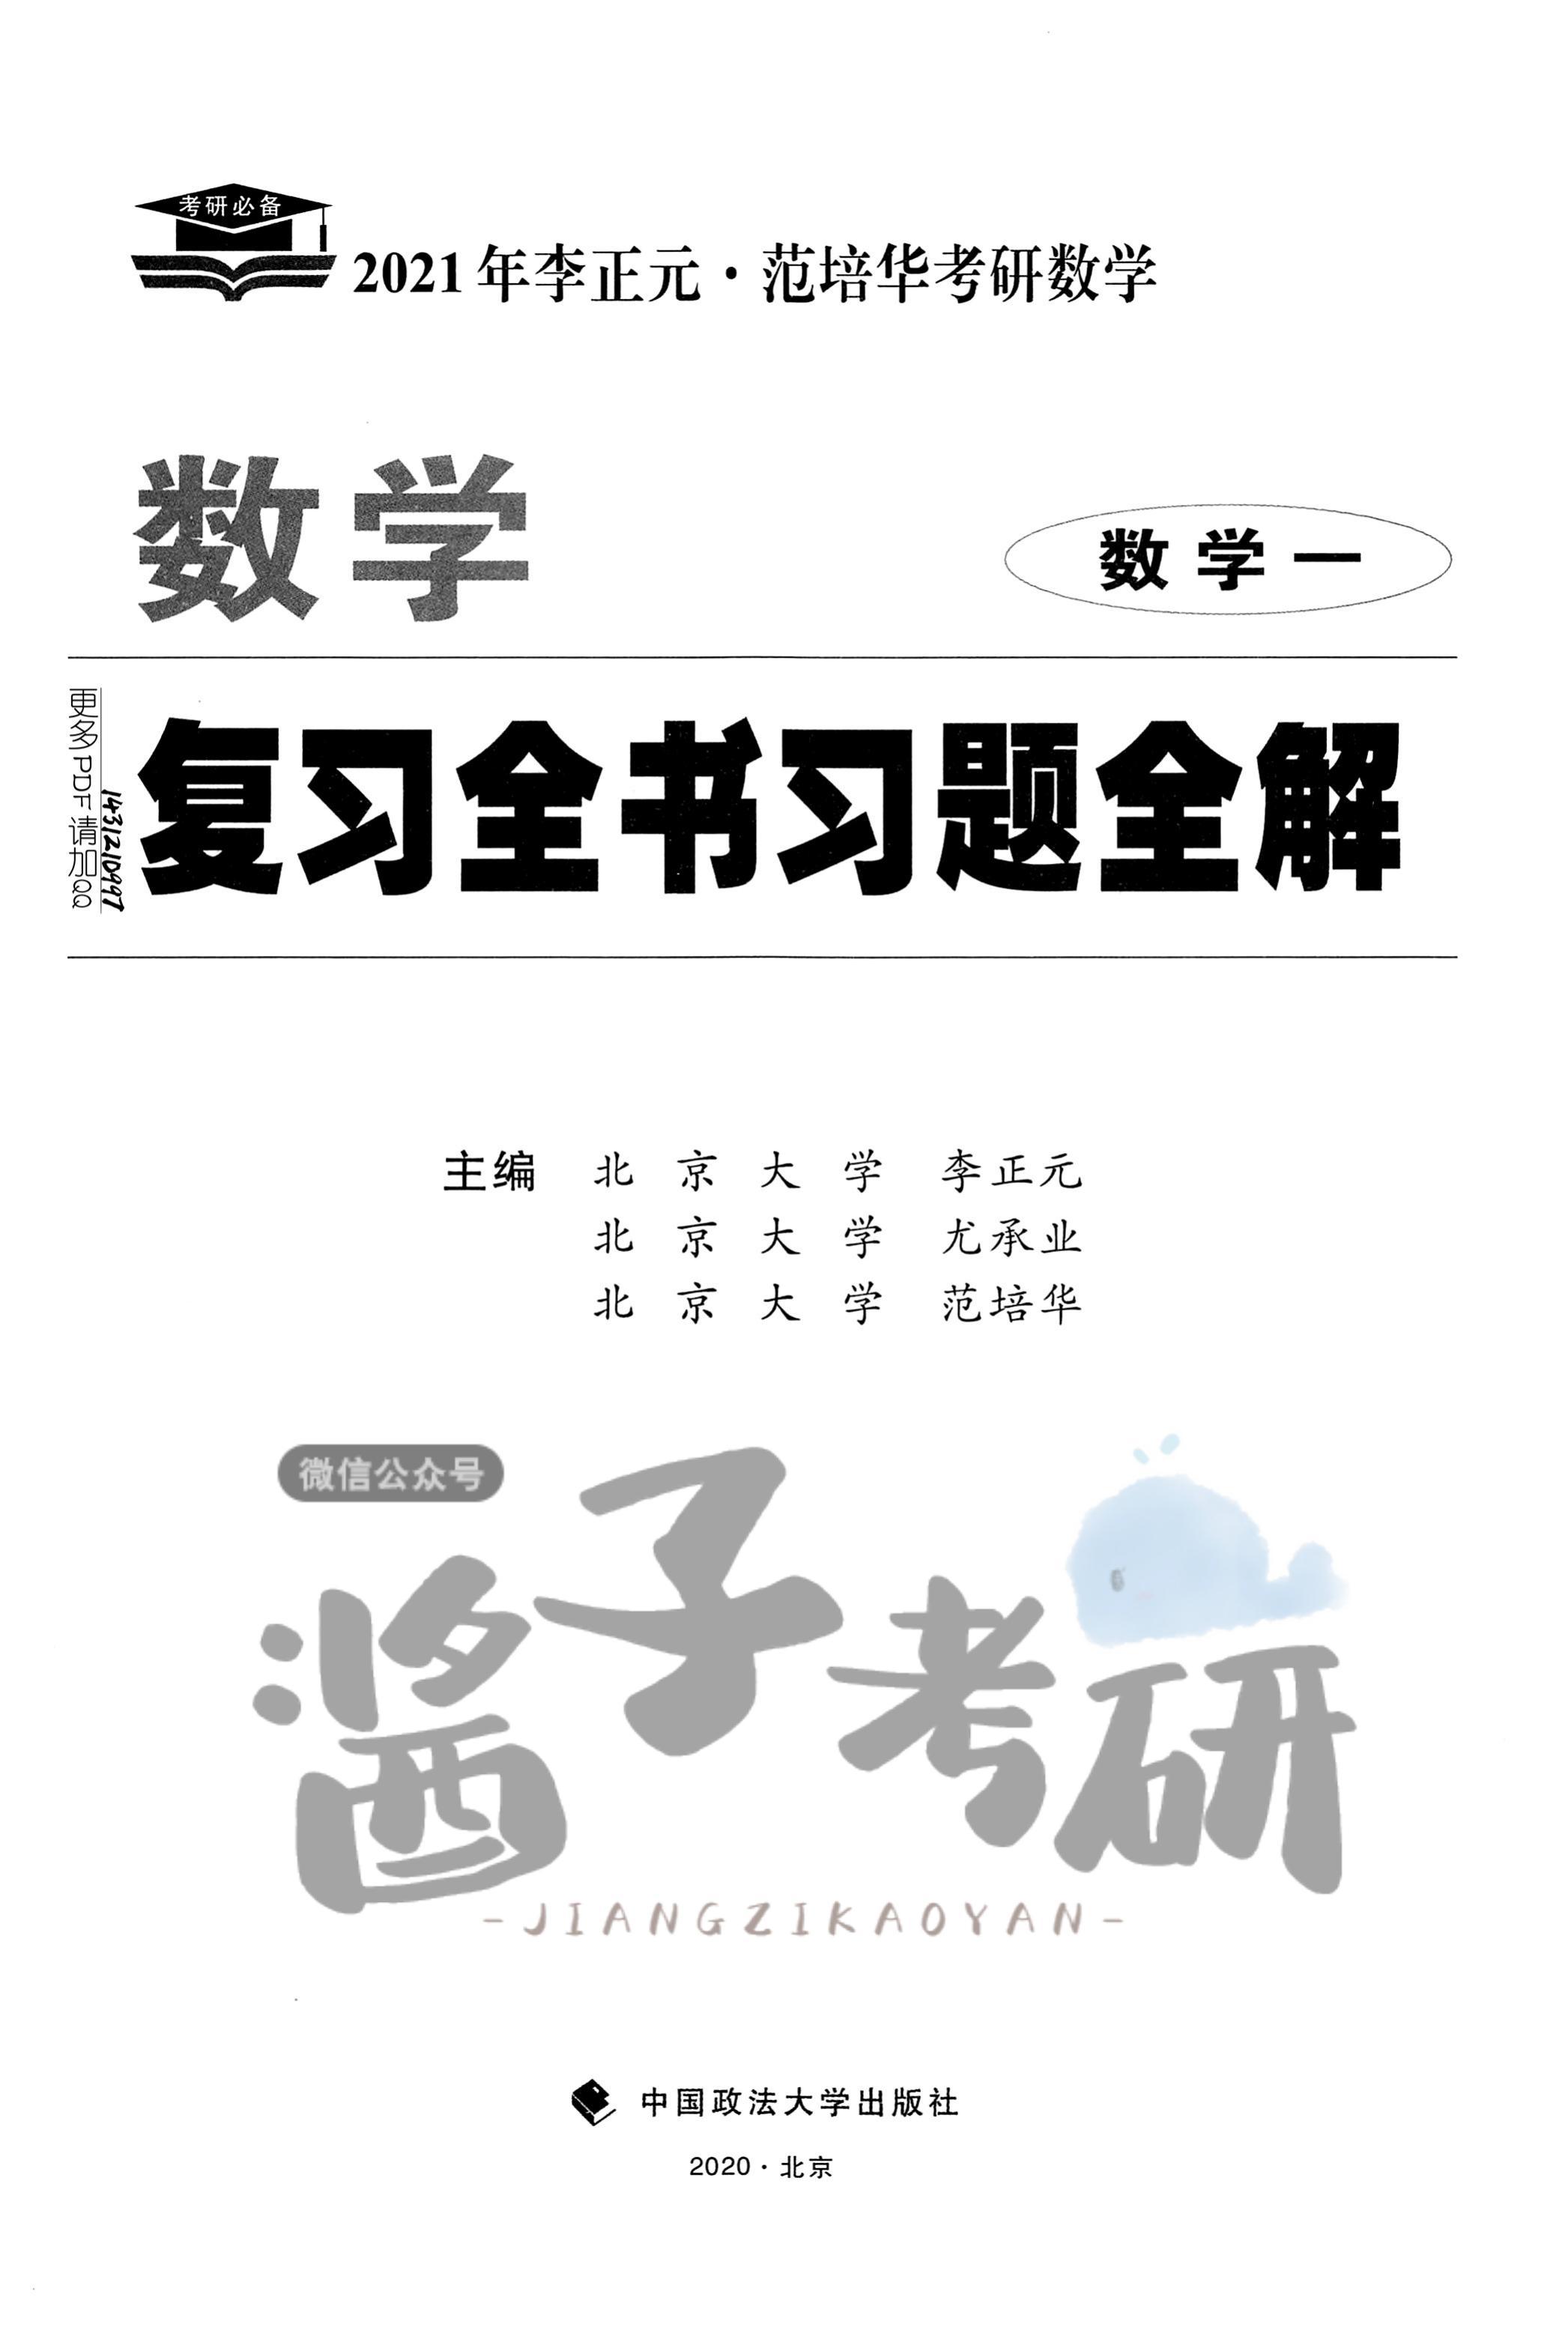 考研必备
2021年李正元·范培华考研数学
数学
数学一
更多PDF请加QQ
1431210997
复习全书习题全解
主编 北京大学 李正元
北京大学 尤承业
北京大学 范培华
微信公众号
酱子考研
-JIANGZIKAOYAN-
中国政法大学出版社
2020·北京